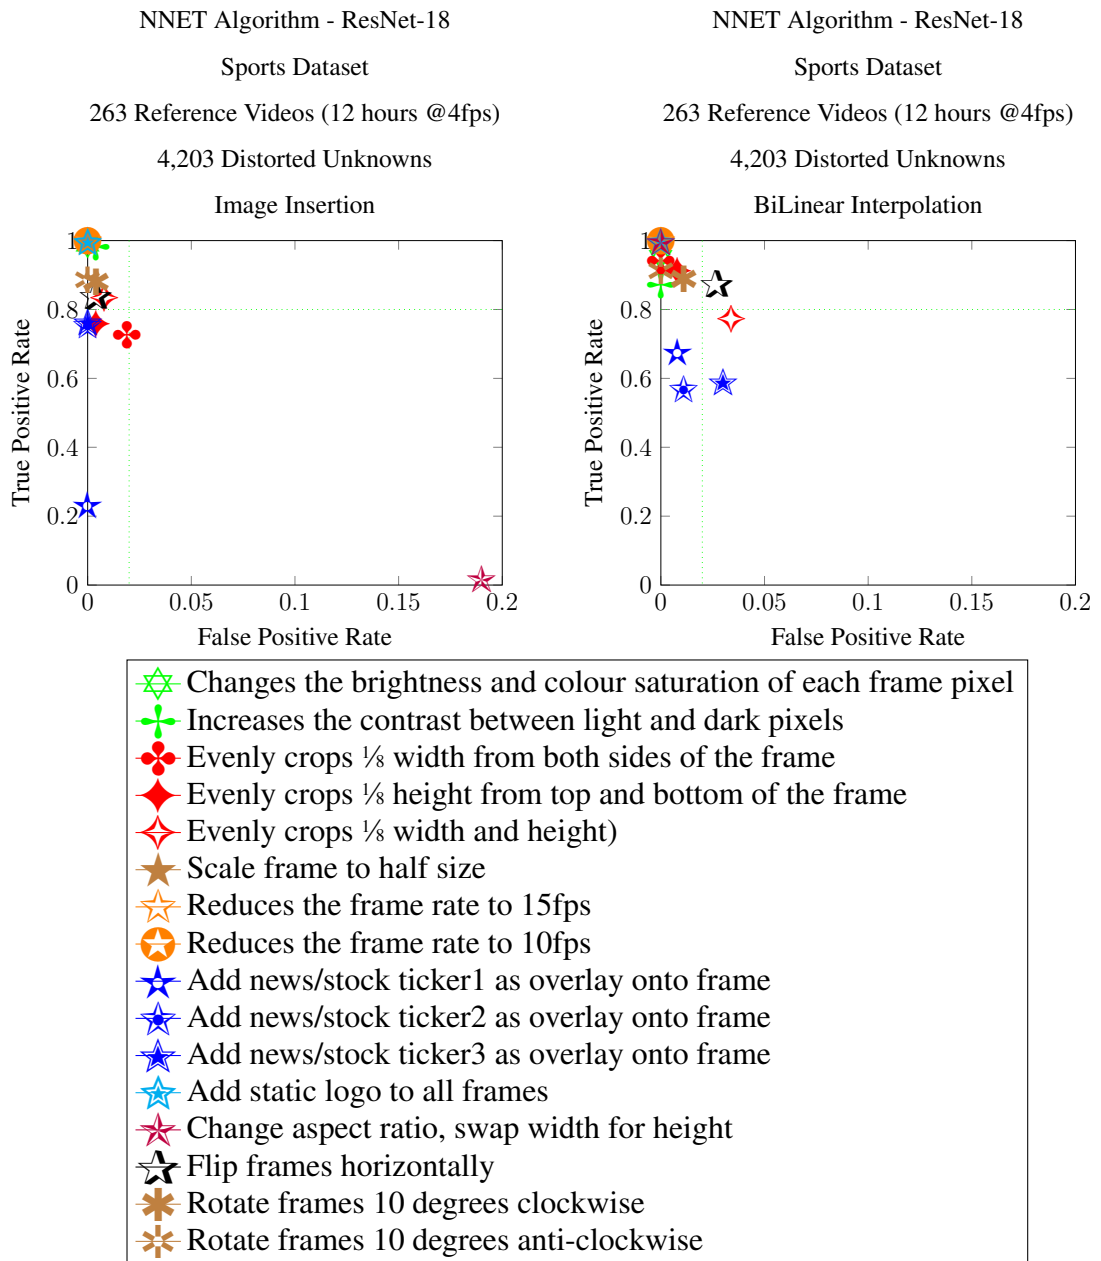 NNET Algorithm - ResNet-18
Sports Dataset
263 Reference Videos (12 hours @4fps)
4,203 Distorted Unknowns
Image Insertion
1
0.8
0.6
0.4
0.2
0
0 0.05 0.1 0.15 0.2
True Positive Rate
False Positive Rate
NNET Algorithm - ResNet-18
Sports Dataset
263 Reference Videos (12 hours @4fps)
4,203 Distorted Unknowns
BiLinear Interpolation
1
0.8
0.6
0.4
0.2
0
0 0.05 0.1 0.15 0.2
True Positive Rate
False Positive Rate
Changes the brightness and colour saturation of each frame pixel
Increases the contrast between light and dark pixels
Evenly crops ⅛ width from both sides of the frame
Evenly crops ⅛ height from top and bottom of the frame
Evenly crops ⅛ width and height)
Scale frame to half size
Reduces the frame rate to 15fps
Reduces the frame rate to 10fps
Add news/stock ticker1 as overlay onto frame
Add news/stock ticker2 as overlay onto frame
Add news/stock ticker3 as overlay onto frame
Add static logo to all frames
Change aspect ratio, swap width for height
Flip frames horizontally
Rotate frames 10 degrees clockwise
Rotate frames 10 degrees anti-clockwise